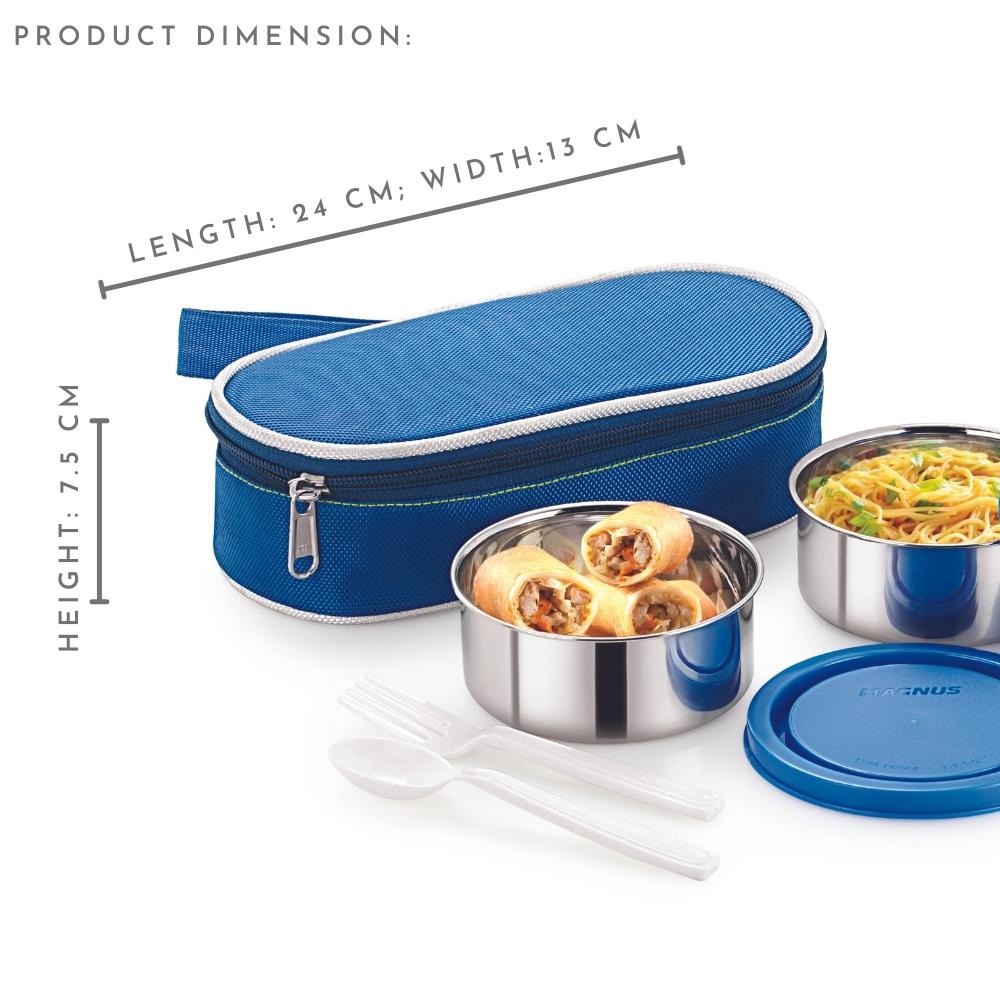 PRODUCT DIMENSION:
LENGTH: 24 CM; WIDTH:13 CM
HEIGHT: 7.5 CM
MAGNUS